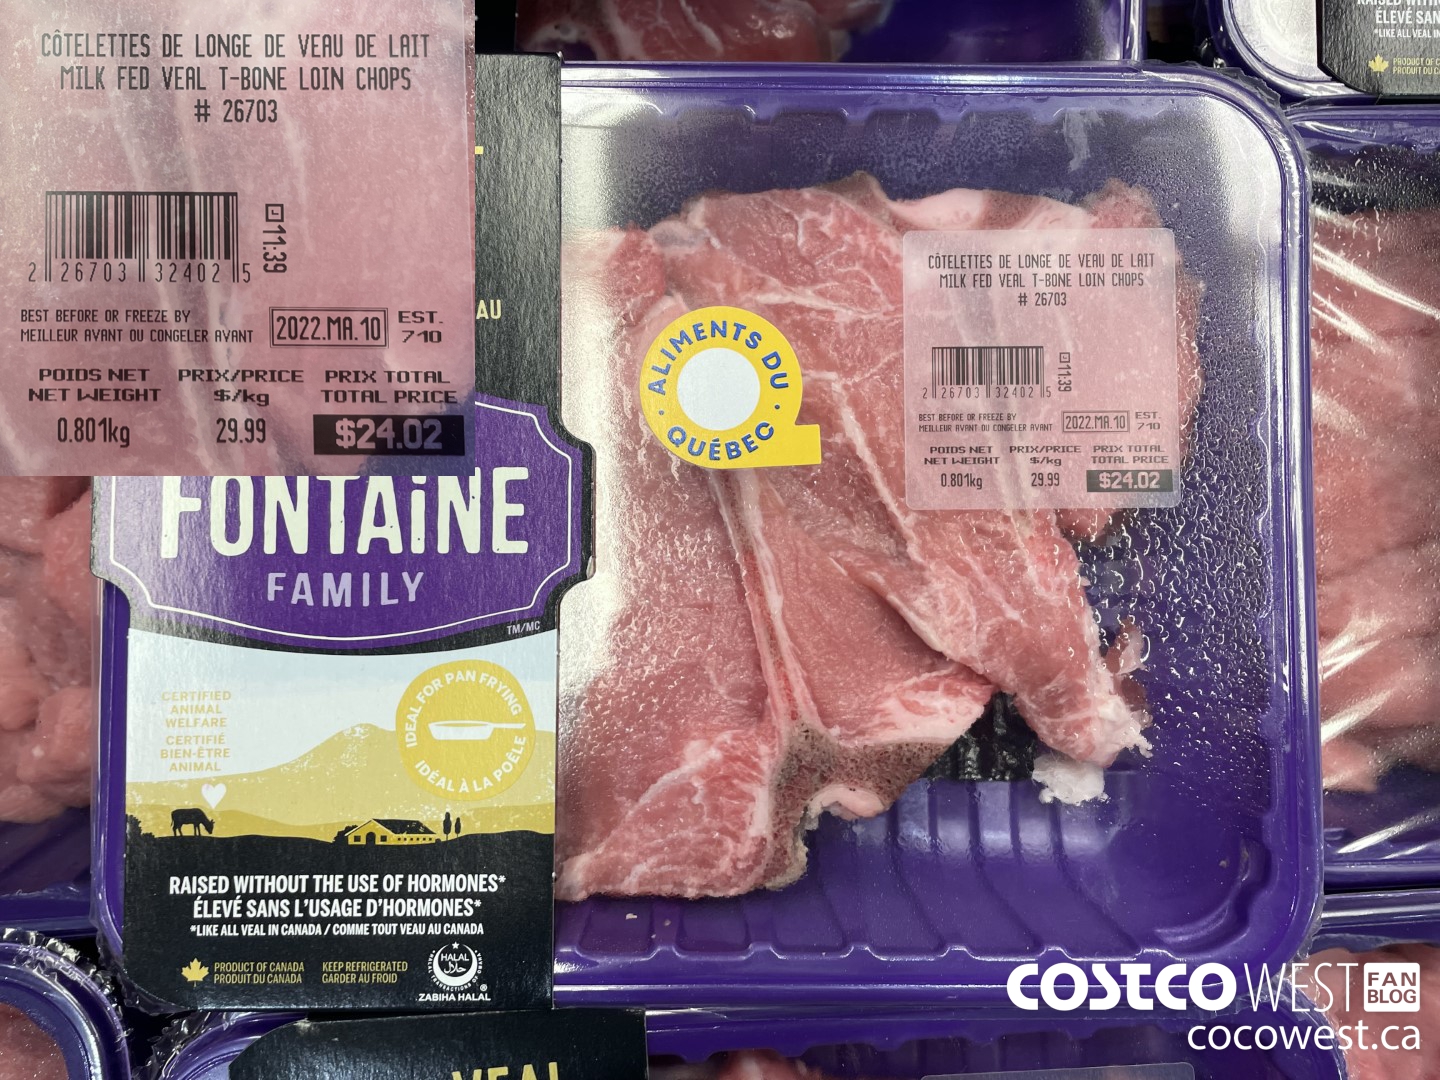 CÔTELETTES DE LONGE DE VEAU DE LAIT
MILK FED VEAL T-BONE LOIN CHOPS
# 26703
11:39
2 26703 32402 5
BEST BEFORE OR FREEZE BY
MEILLEUR AVANT OU CONGELER AVANT
2022.MA.10
EST.
710
POIDS NET
NET WEIGHT
0.801kg
PRIX/PRICE
$/kg
29.99
PRIX TOTAL
TOTAL PRICE
$24.02
AU
FONTAiNE
FAMILY
TM/MC
CERTIFIED
ANIMAL
WELFARE
CERTIFIÉ
BIEN-ÊTRE
ANIMAL
IDEAL FOR PAN FRYING
IDÉAL À LA POÊLE
RAISED WITHOUT THE USE OF HORMONES*
ÉLEVÉ SANS L'USAGE D'HORMONES*
*LIKE ALL VEAL IN CANADA / COMME TOUT VEAU AU CANADA
PRODUCT OF CANADA
PRODUIT DU CANADA
KEEP REFRIGERATED
GARDER AU FROID
HALAL
حلال
ZABIHA HALAL
ALIMENTS DU
QUÉBEC
CÔTELETTES DE LONGE DE VEAU DE LAIT
MILK FED VEAL T-BONE LOIN CHOPS
# 26703
11:39
2 26703 32402 5
BEST BEFORE OR FREEZE BY
MEILLEUR AVANT OU CONGELER AVANT
2022.MA.10
EST.
710
POIDS NET
NET WEIGHT
0.801kg
PRIX/PRICE
$/kg
29.99
PRIX TOTAL
TOTAL PRICE
$24.02
ÉLEVÉ SAN
*LIKE ALL VEAL IN
PRODUCT OF C
PRODUIT DU C
VEAL
COSTCO WEST FAN BLOG
cocowest.ca